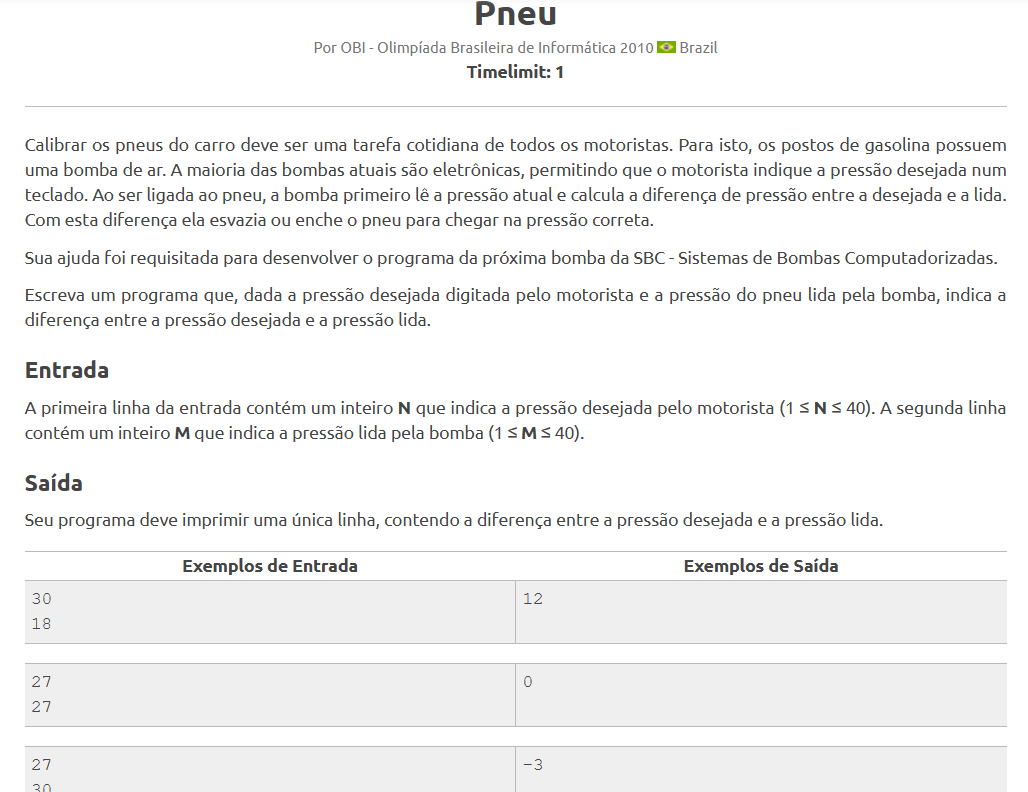 Pneu
Por OBI - Olimpíada Brasileira de Informática 2010 Brazil
Timelimit: 1
Calibrar os pneus do carro deve ser uma tarefa cotidiana de todos os motoristas. Para isto, os postos de gasolina possuem
uma bomba de ar. A maioria das bombas atuais são eletrônicas, permitindo que o motorista indique a pressão desejada num
teclado. Ao ser ligada ao pneu, a bomba primeiro lê a pressão atual e calcula a diferença de pressão entre a desejada e a lida.
Com esta diferença ela esvazia ou enche o pneu para chegar na pressão correta.
Sua ajuda foi requisitada para desenvolver o programa da próxima bomba da SBC - Sistemas de Bombas Computadorizadas.
Escreva um programa que, dada a pressão desejada digitada pelo motorista e a pressão do pneu lida pela bomba, indica a
diferença entre a pressão desejada e a pressão lida.
Entrada
A primeira linha da entrada contém um inteiro N que indica a pressão desejada pelo motorista (1 ≤ N ≤ 40). A segunda linha
contém um inteiro M que indica a pressão lida pela bomba (1 ≤ M ≤ 40).
Saída
Seu programa deve imprimir uma única linha, contendo a diferença entre a pressão desejada e a pressão lida.
Exemplos de Entrada Exemplos de Saída
30 12
18
27 0
27
27 -3
30